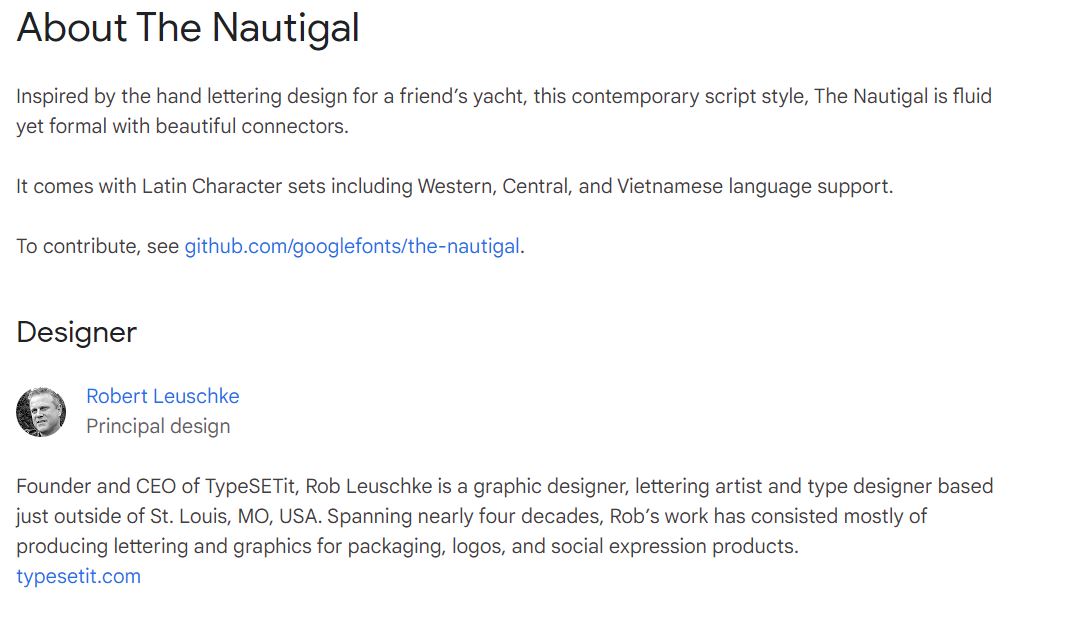 About The Nautigal
Inspired by the hand lettering design for a friend’s yacht, this contemporary script style, The Nautigal is fluid
yet formal with beautiful connectors.
It comes with Latin Character sets including Western, Central, and Vietnamese language support.
To contribute, see github.com/googlefonts/the-nautigal.
Designer
Robert Leuschke
Principal design
Founder and CEO of TypeSETit, Rob Leuschke is a graphic designer, lettering artist and type designer based
just outside of St. Louis, MO, USA. Spanning nearly four decades, Rob’s work has consisted mostly of
producing lettering and graphics for packaging, logos, and social expression products.
typesetit.com